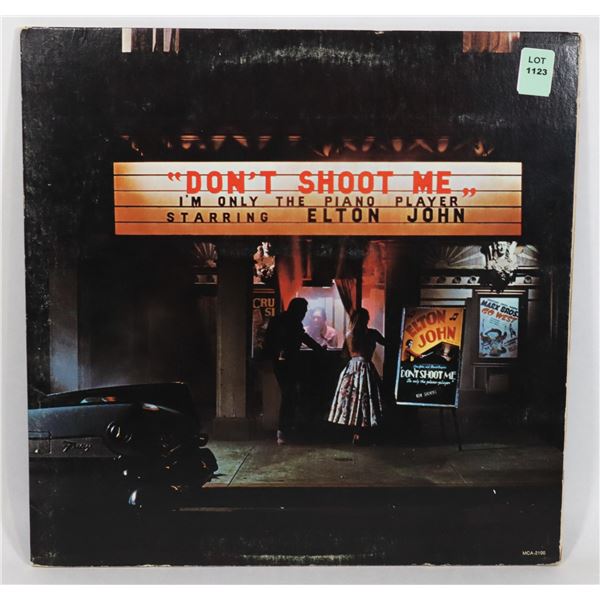 LOT
1123
“DON'T SHOOT ME„
I'M ONLY THE PIANO PLAYER
STARRING ELTON JOHN
CRU
MARX BROS
GO WEST
ELTON
JOHN
DON'T SHOOT ME
MCA-2100